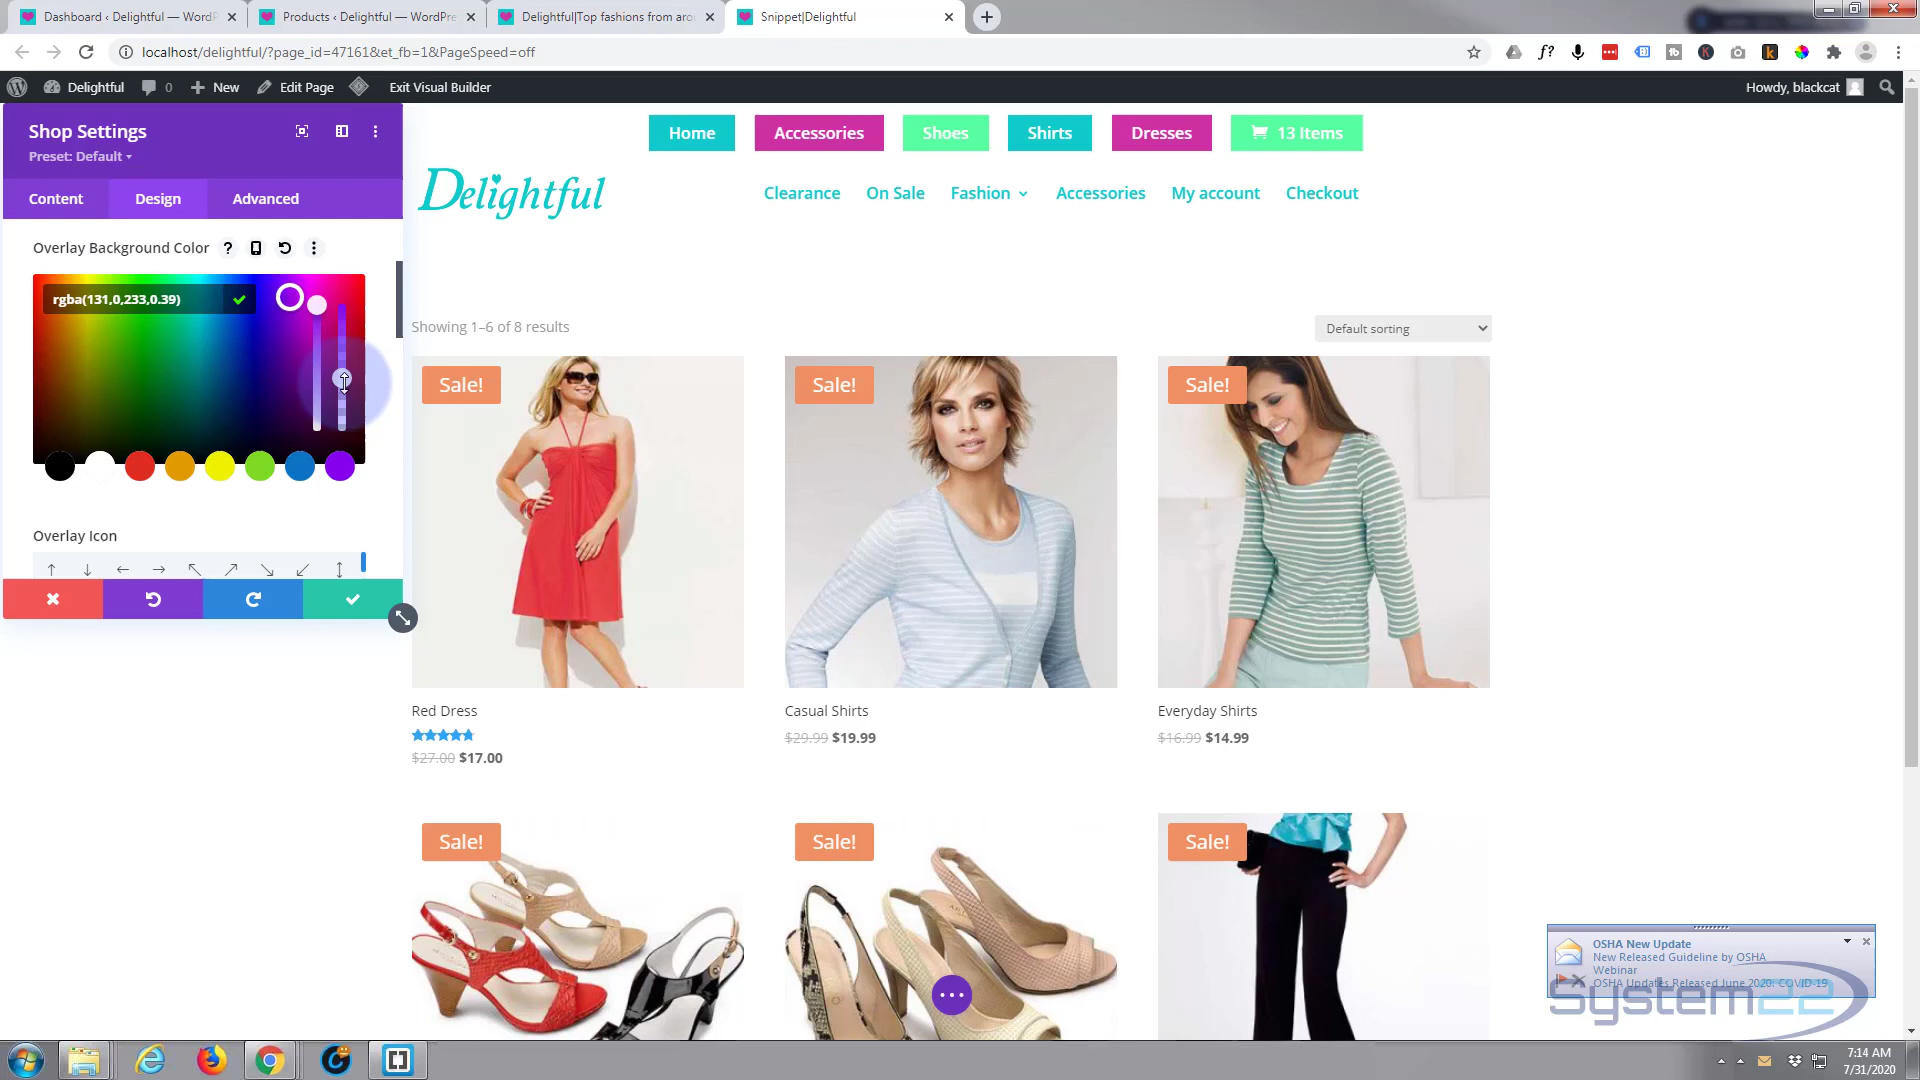 Dashboard ‹ Delightful — WordP
Products ‹ Delightful — WordPre
Delightful|Top fashions from aro
Snippet|Delightful
localhost/delightful/?page_id=47161&et_fb=1&PageSpeed=off
Delightful
0
New
Edit Page
Exit Visual Builder
Howdy, blackcat
Shop Settings
Preset: Default
Content
Design
Advanced
Overlay Background Color
rgba(131,0,233,0.39)
Overlay Icon
Home
Accessories
Shoes
Shirts
Dresses
13 Items
Delightful
Clearance
On Sale
Fashion
Accessories
My account
Checkout
Showing 1–6 of 8 results
Default sorting
Sale!
Sale!
Sale!
Red Dress
$27.00 $17.00
Casual Shirts
$29.99 $19.99
Everyday Shirts
$16.99 $14.99
Sale!
Sale!
Sale!
OSHA New Update
New Released Guideline by OSHA
Webinar
OSHA Updates Released June 2020: COVID-19
System22
7:14 AM
7/31/2020